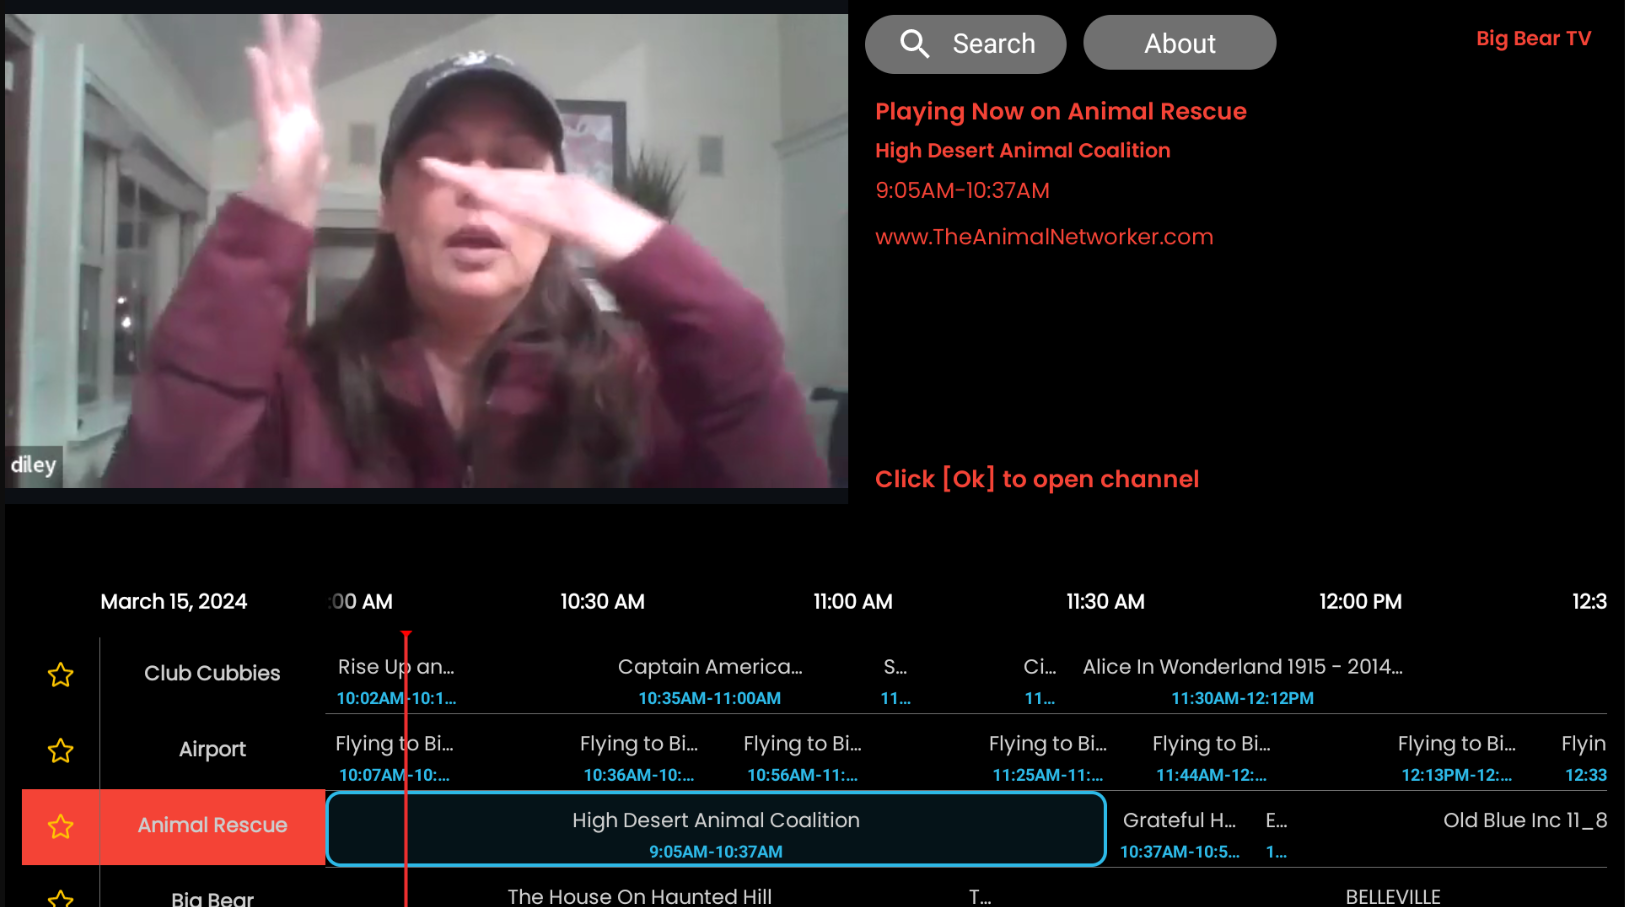 Search
About
Big Bear TV
Playing Now on Animal Rescue
High Desert Animal Coalition
9:05AM-10:37AM
www.TheAnimalNetworker.com
diley
Click [Ok] to open channel
March 15, 2024
:00 AM
10:30 AM
11:00 AM
11:30 AM
12:00 PM
12:3
Club Cubbies
Rise Up an...
Captain America...
S...
Ci...
Alice In Wonderland 1915 - 2014...
10:02AM-10:1...
10:35AM-11:00AM
11...
11...
11:30AM-12:12PM
Airport
Flying to Bi...
Flying to Bi...
Flying to Bi...
Flying to Bi...
Flying to Bi...
Flying to Bi...
Flyin
10:07AM-10:...
10:36AM-10:...
10:56AM-11:...
11:25AM-11:...
11:44AM-12:...
12:13PM-12:...
12:33
Animal Rescue
High Desert Animal Coalition
Grateful H...
E...
Old Blue Inc 11_8
9:05AM-10:37AM
10:37AM-10:5...
1...
Big Bear
The House On Haunted Hill
T...
BELLEVILLE